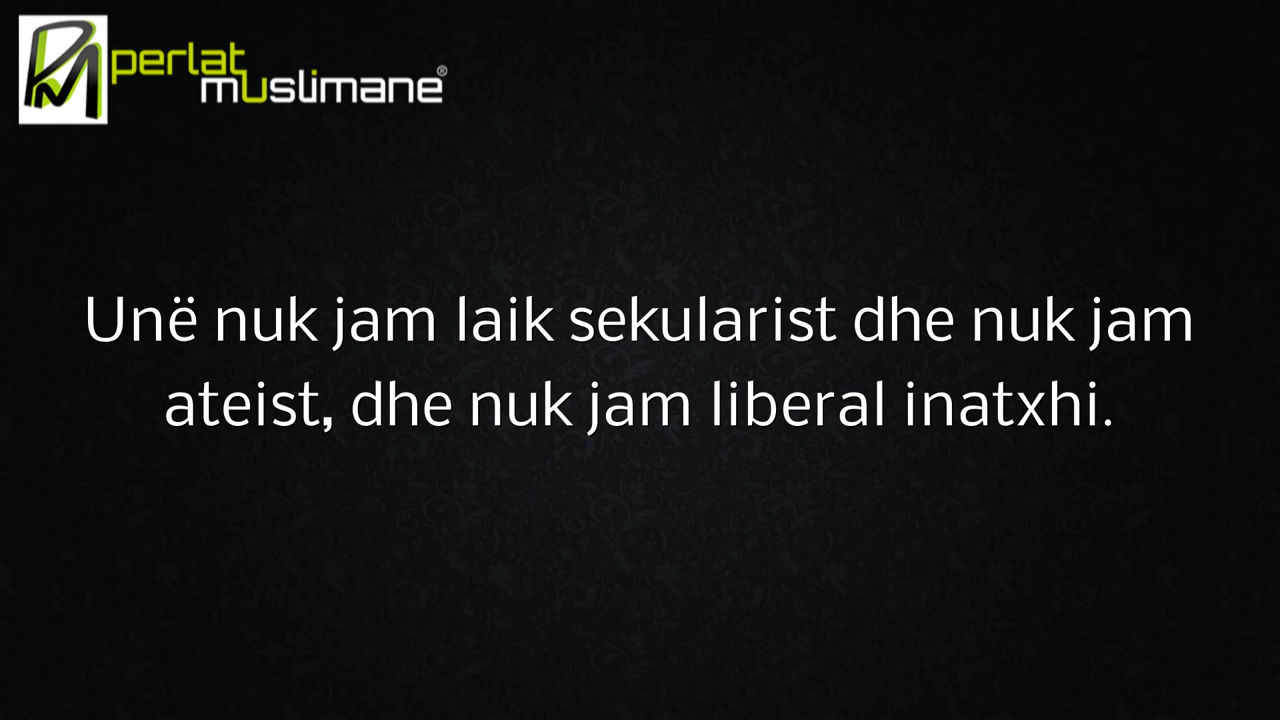 perlat
muslimane®
Unë nuk jam laik sekularist dhe nuk jam
ateist, dhe nuk jam liberal inatxhi.